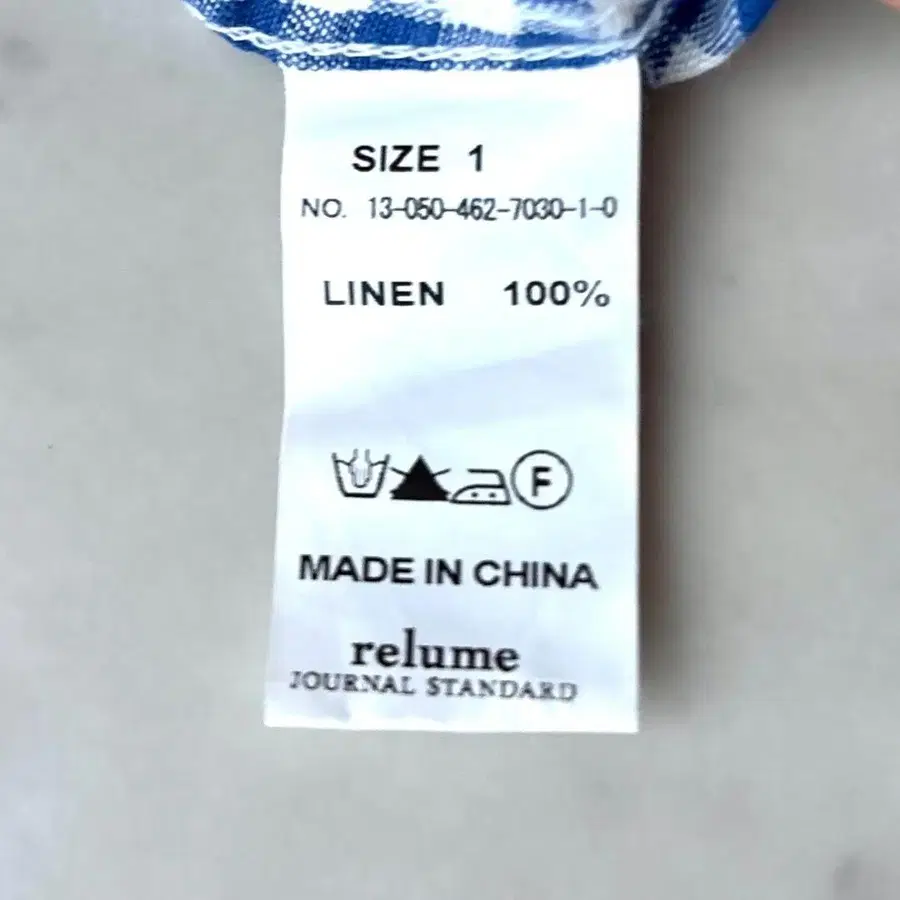 SIZE 1
NO. 13-050-462-7030-1-0
LINEN 100%
F
MADE IN CHINA
relume
JOURNAL STANDARD